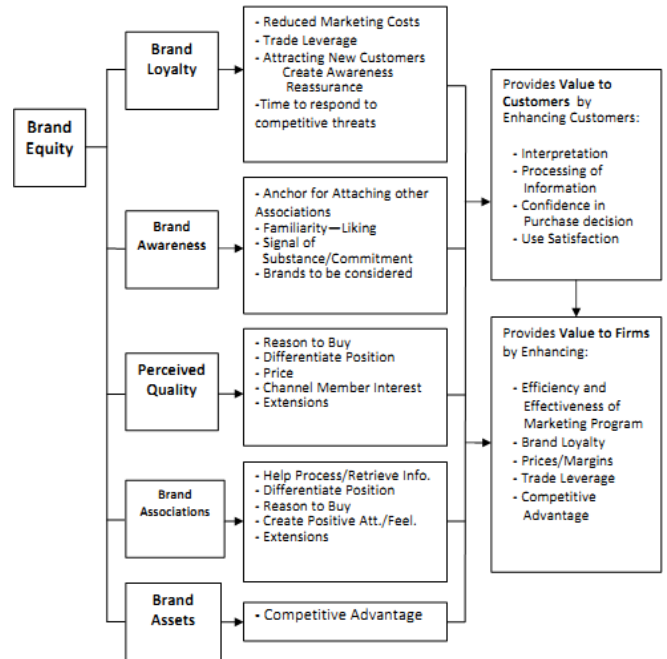 Brand
Equity
Brand
Loyalty
- Reduced Marketing Costs
- Trade Leverage
- Attracting New Customers
Create Awareness
Reassurance
-Time to respond to
competitive threats
Brand
Awareness
- Anchor for Attaching other
Associations
- Familiarity—Liking
- Signal of
Substance/Commitment
- Brands to be considered
Perceived
Quality
- Reason to Buy
- Differentiate Position
- Price
- Channel Member Interest
- Extensions
Brand
Associations
- Help Process/Retrieve Info.
- Differentiate Position
- Reason to Buy
- Create Positive Att./Feel.
- Extensions
Brand
Assets
- Competitive Advantage
Provides Value to
Customers by
Enhancing Customers:
- Interpretation
- Processing of
Information
- Confidence in
Purchase decision
- Use Satisfaction
Provides Value to Firms
by Enhancing:
- Efficiency and
Effectiveness of
Marketing Program
- Brand Loyalty
- Prices/Margins
- Trade Leverage
- Competitive
Advantage